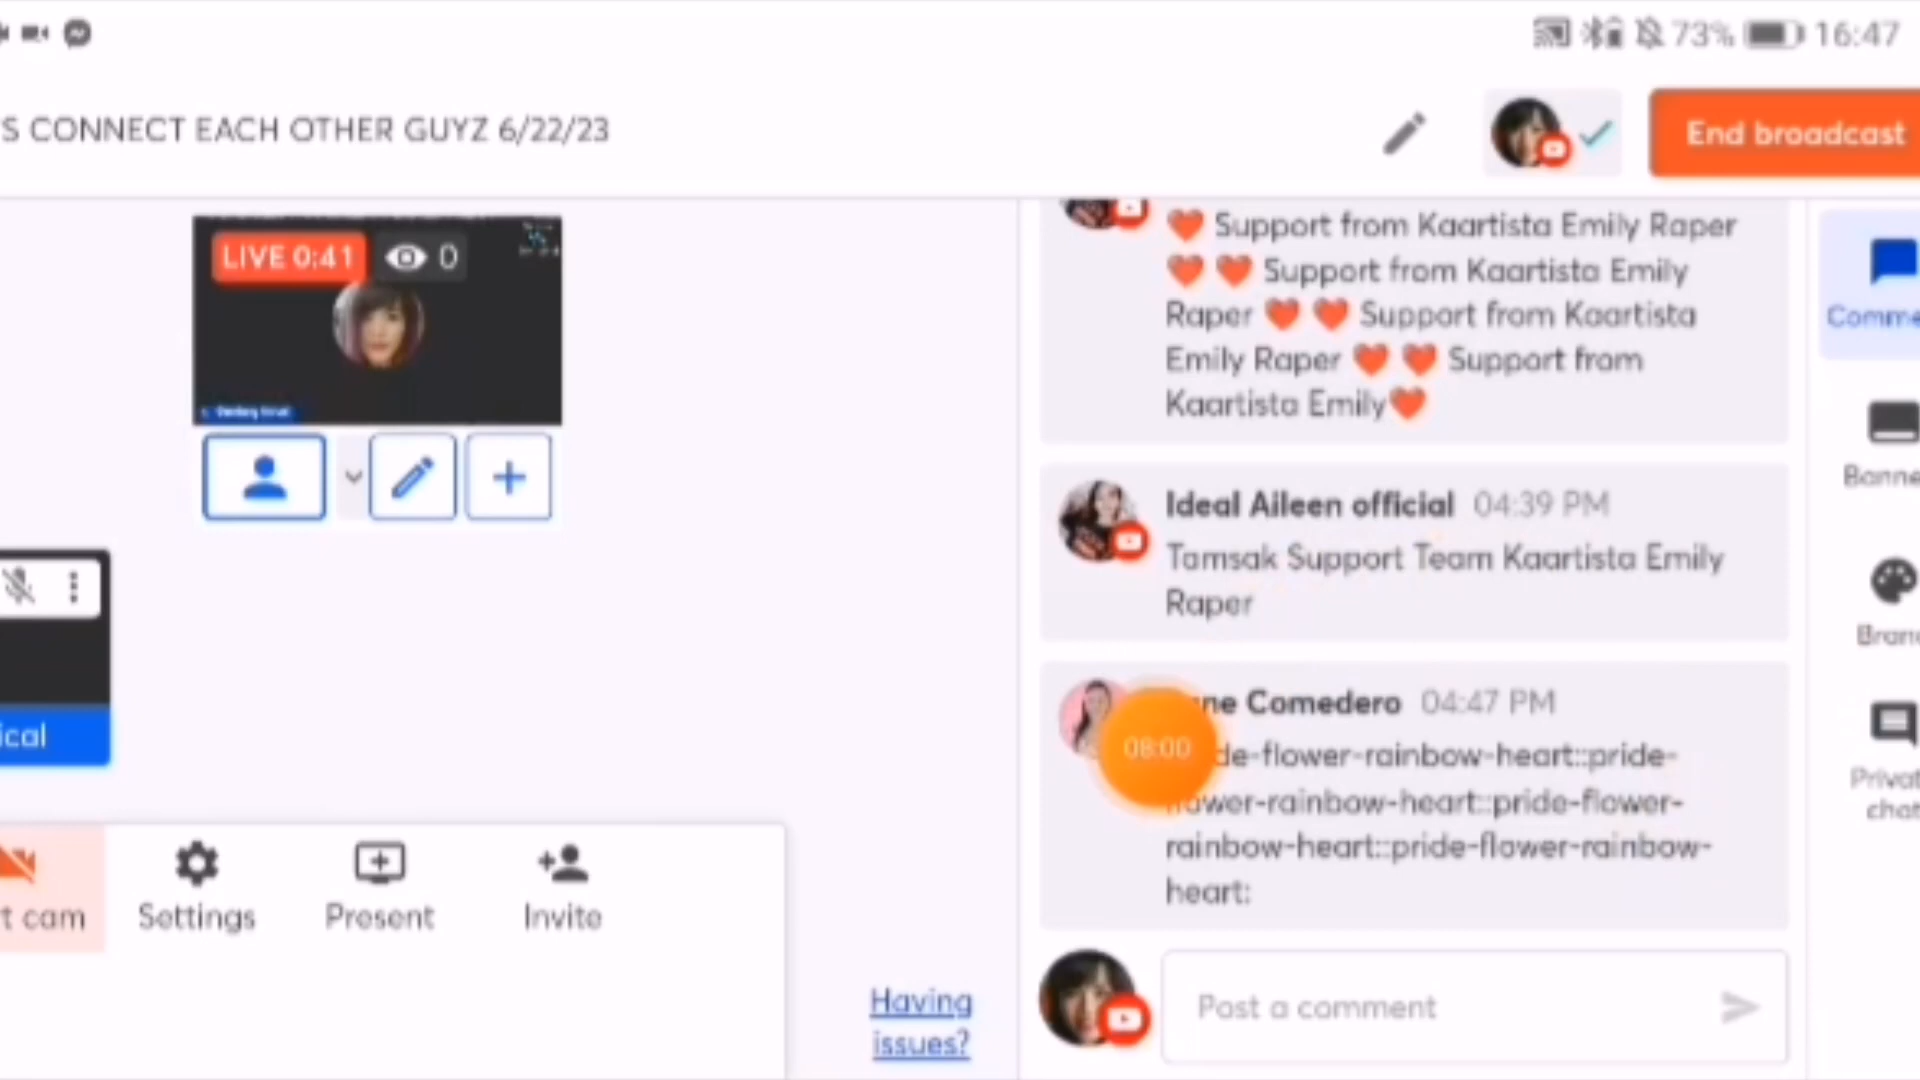 73% 16:47
S CONNECT EACH OTHER GUYZ 6/22/23
End broadcast
LIVE 0:41 0
❤️ Support from Kaartista Emily Raper
❤️ ❤️ Support from Kaartista Emily
Raper ❤️ ❤️ Support from Kaartista
Emily Raper ❤️ ❤️ Support from
Kaartista Emily❤️
Comme
Ideal Aileen official 04:39 PM
Tamsak Support Team Kaartista Emily
Raper
Banne
Bran
ical
ne Comedero 04:47 PM
08:00
de-flower-rainbow-heart::pride-
flower-rainbow-heart::pride-flower-
rainbow-heart::pride-flower-rainbow-
heart:
Privat
chat
t cam
Settings
Present
Invite
Having
issues?
Post a comment